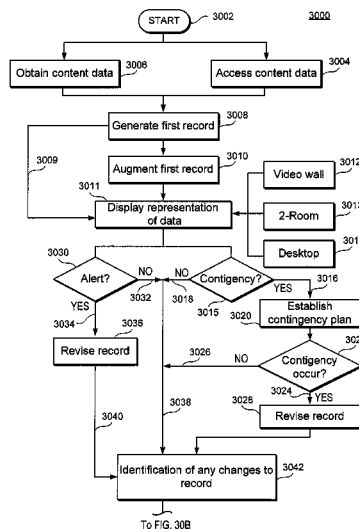 START
3002
3000
3006
Obtain content data
Access content data
3004
Generate first record
3008
3009
Augment first record
3010
3011
Display representation
of data
Video wall
3012
2-Room
Desktop
3030
Alert?
NO
3032
NO
3018
Contigency?
3015
3016
YES
YES
3034
3036
Revise record
Establish
contingency plan
3020
3026
NO
Contingency
occur?
3024
YES
3028
Revise record
3040
3038
Identification of any changes to
record
3042
To FIG. 30B